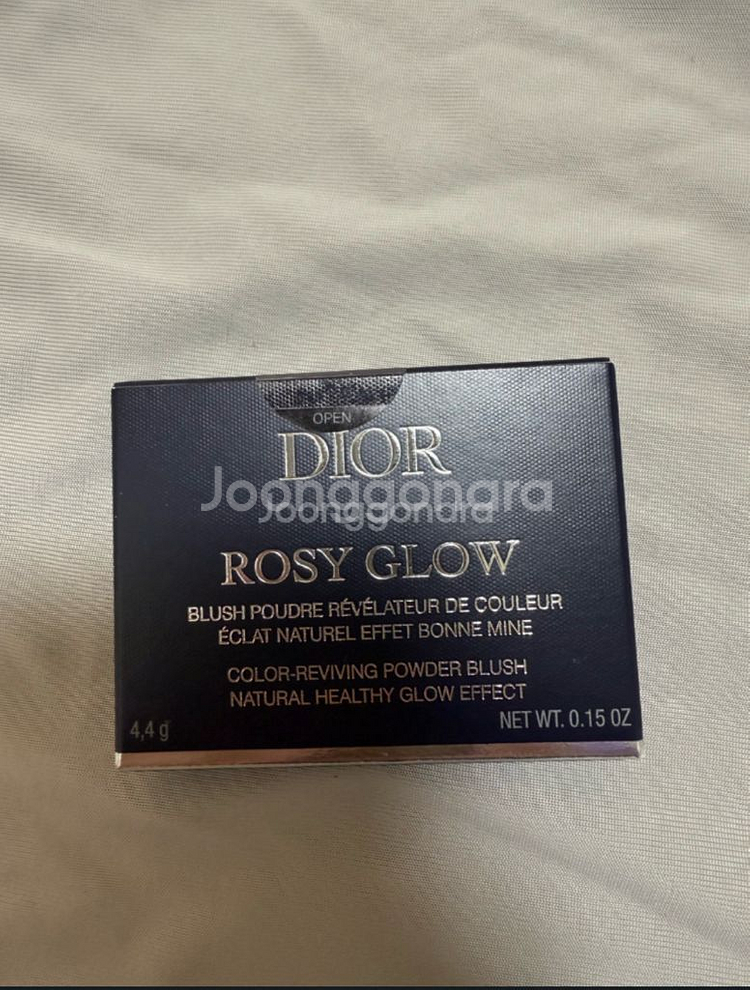 OPEN
DIOR
Joonggonara
Joonggonara
ROSY GLOW
BLUSH POUDRE RÉVÉLATEUR DE COULEUR
ÉCLAT NATUREL EFFET BONNE MINE
COLOR-REVIVING POWDER BLUSH
NATURAL HEALTHY GLOW EFFECT
4,4 g
NET WT. 0.15 OZ